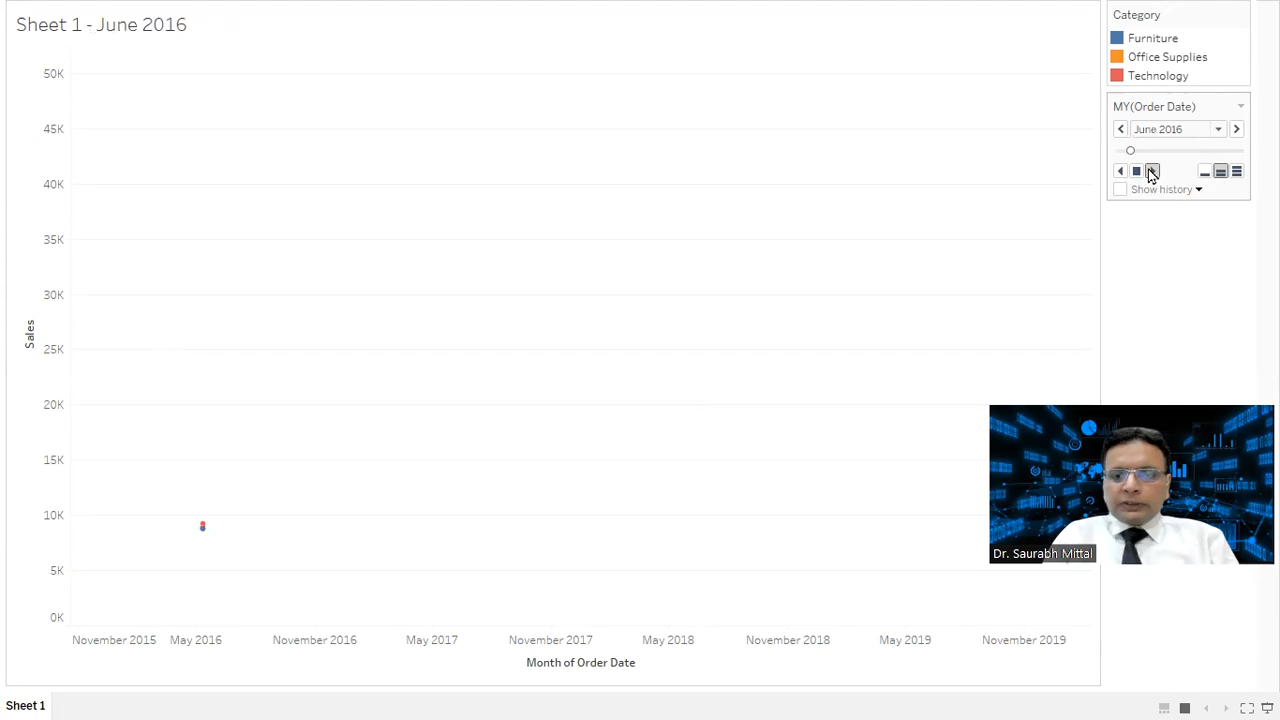 Sheet 1 - June 2016
50K
45K
40K
35K
30K
25K
20K
15K
10K
5K
0K
Sales
November 2015 May 2016 November 2016 May 2017 November 2017 May 2018 November 2018 May 2019 November 2019
Month of Order Date
Category
Furniture
Office Supplies
Technology
MY(Order Date)
June 2016
Show history
Dr. Saurabh Mittal
Sheet 1